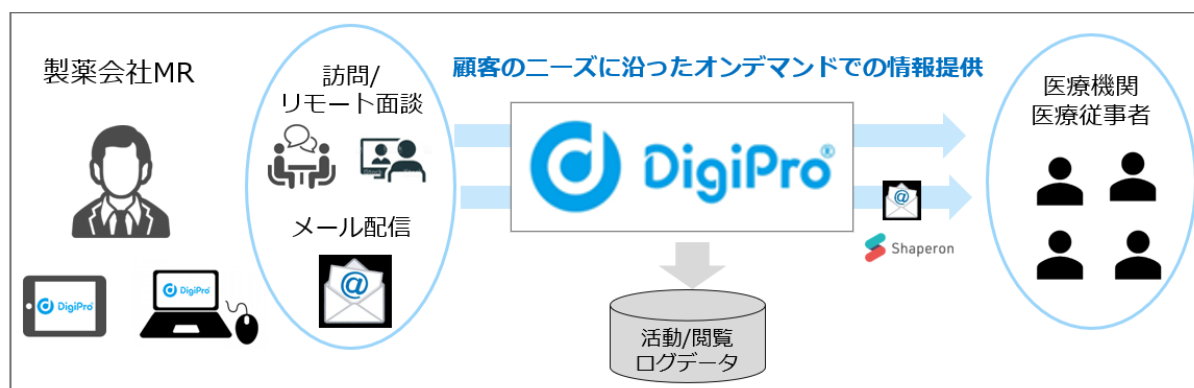 製薬会社MR
DigiPro
DigiPro
訪問/
リモート面談
@
メール配信
@
顧客のニーズに沿ったオンデマンドでの情報提供
DigiPro®
@
Shaperon
活動/閲覧
ログデータ
医療機関
医療従事者